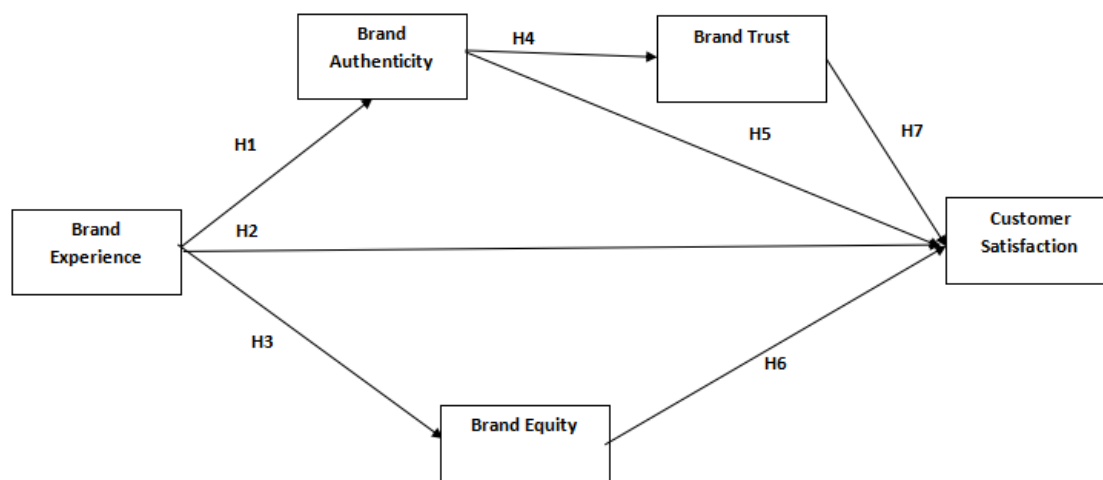 Brand
Authenticity
H4
Brand Trust
H5
H7
H1
Brand
Experience
H2
Customer
Satisfaction
H3
H6
Brand Equity